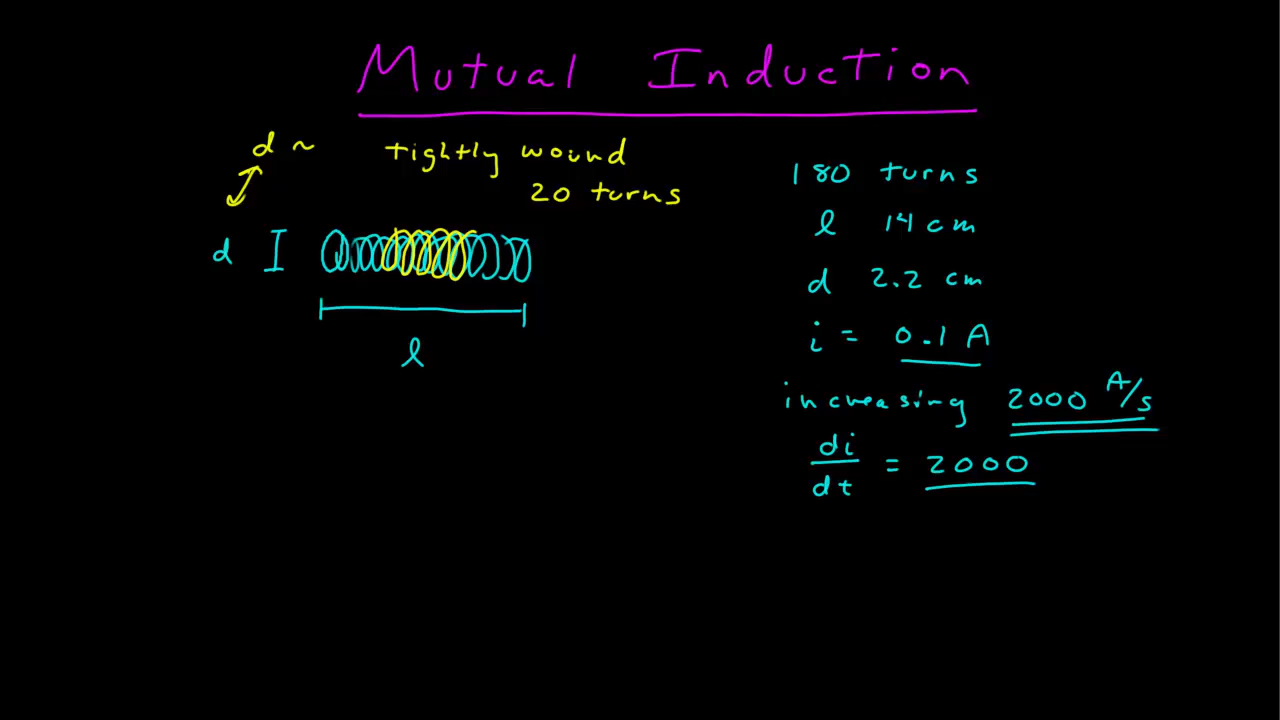 Mutual Induction
d ~
tightly wound
20 turns
d
l
180 turns
l 14 cm
d 2.2 cm
i = 0.1 A
increasing 2000 A/s
di/dt = 2000